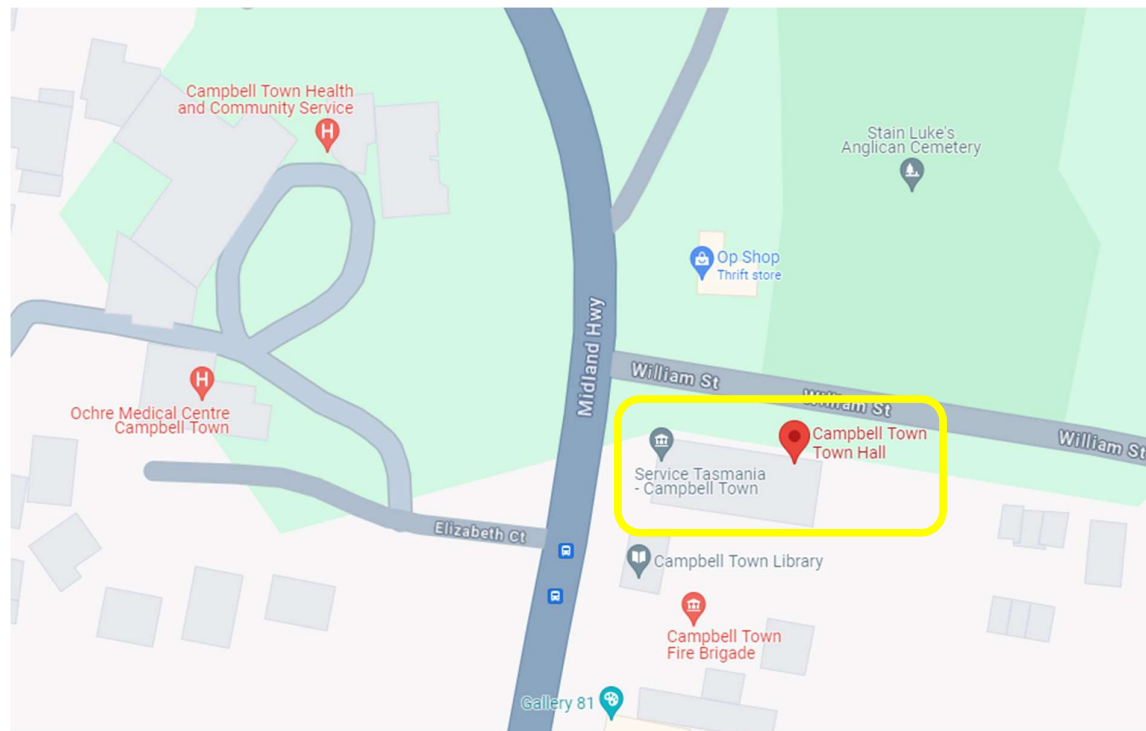 Campbell Town Health
and Community Service
H
Stain Luke's
Anglican Cemetery
Op Shop
Thrift store
Midland Hwy
William St
William St
William St
H
Ochre Medical Centre
Campbell Town
Campbell Town
Town Hall
Service Tasmania
- Campbell Town
Elizabeth Ct
Campbell Town Library
Campbell Town
Fire Brigade
Gallery 81